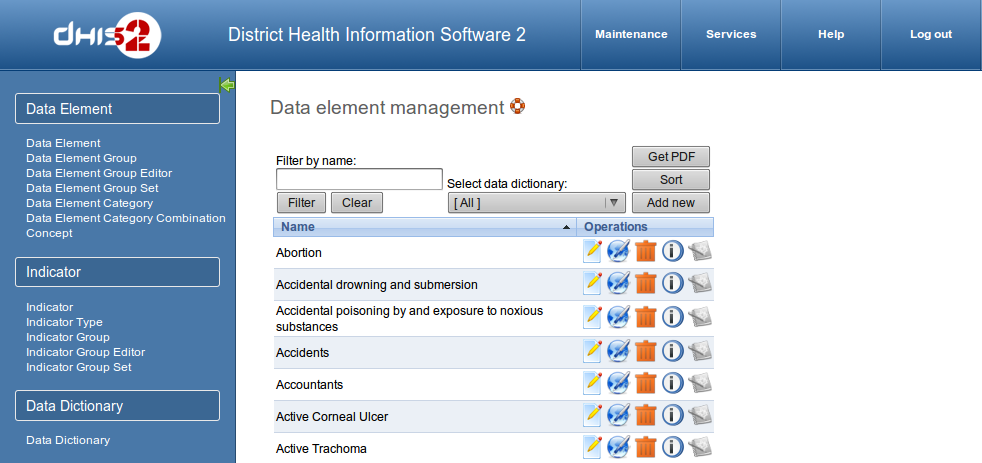 dhis2
District Health Information Software 2
Maintenance
Services
Help
Log out
Data Element
Data Element
Data Element Group
Data Element Group Editor
Data Element Group Set
Data Element Category
Data Element Category Combination
Concept
Indicator
Indicator
Indicator Type
Indicator Group
Indicator Group Editor
Indicator Group Set
Data Dictionary
Data Dictionary
Data element management
Filter by name:
Filter
Clear
Select data dictionary:
[ All ]
Get PDF
Sort
Add new
Name
Operations
Abortion
Accidental drowning and submersion
Accidental poisoning by and exposure to noxious
substances
Accidents
Accountants
Active Corneal Ulcer
Active Trachoma